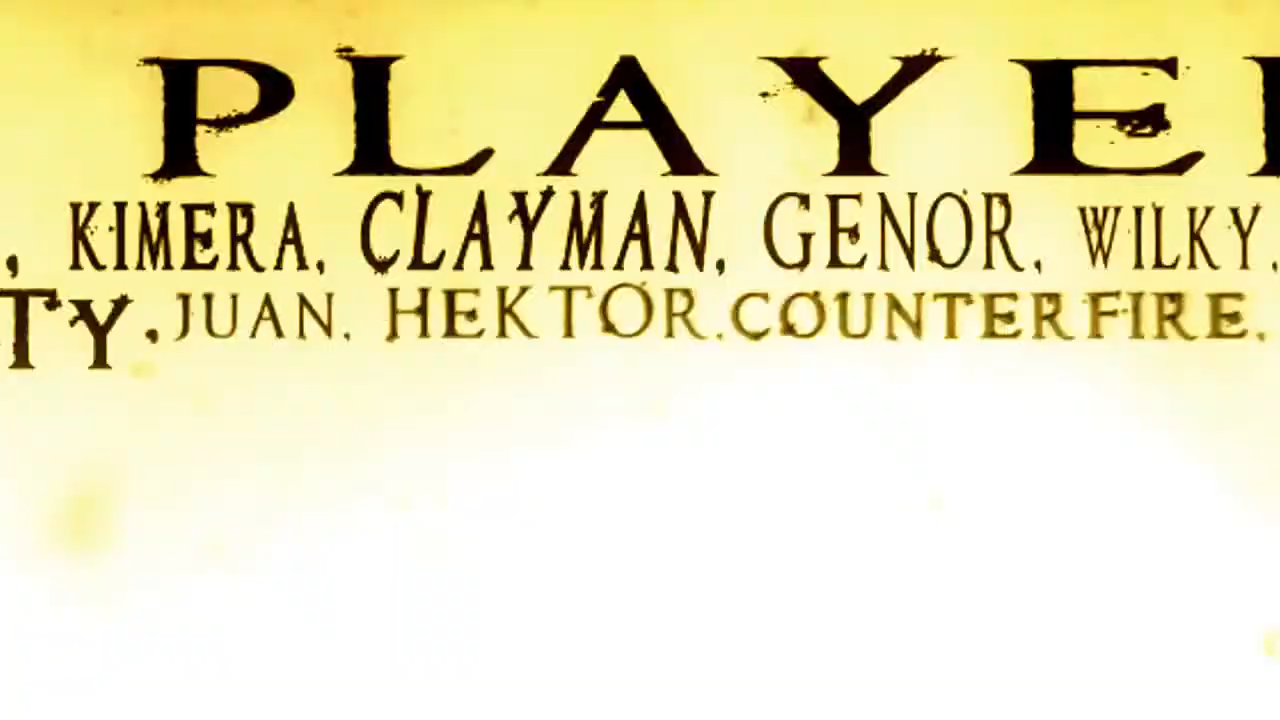 PLAYE
, KIMERA, CLAYMAN, GENOR, WILKY,
TY, JUAN, HEKTOR, COUNTERFIRE,